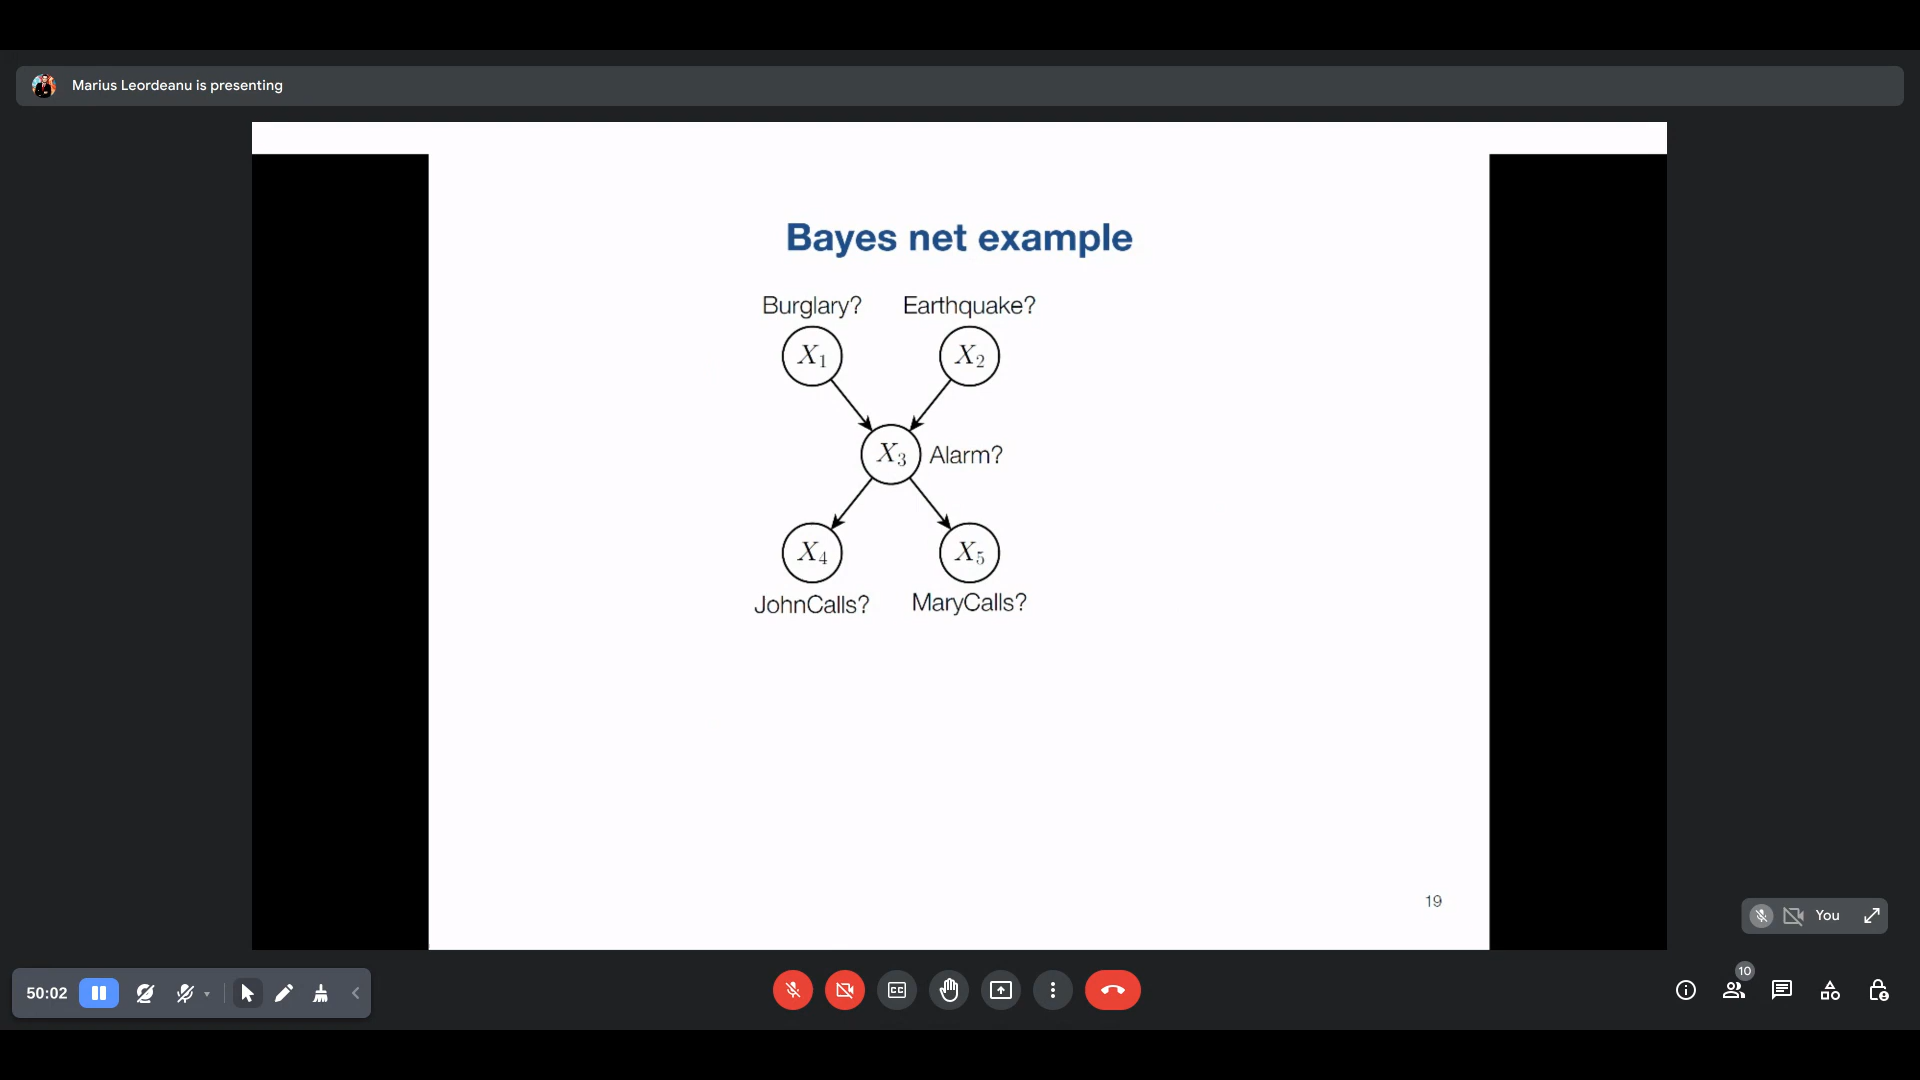 Marius Leordeanu is presenting
Bayes net example
Burglary? Earthquake?
X1 X2
X3 Alarm?
X4 X5
JohnCalls? MaryCalls?
19
You
50:02
CC
10